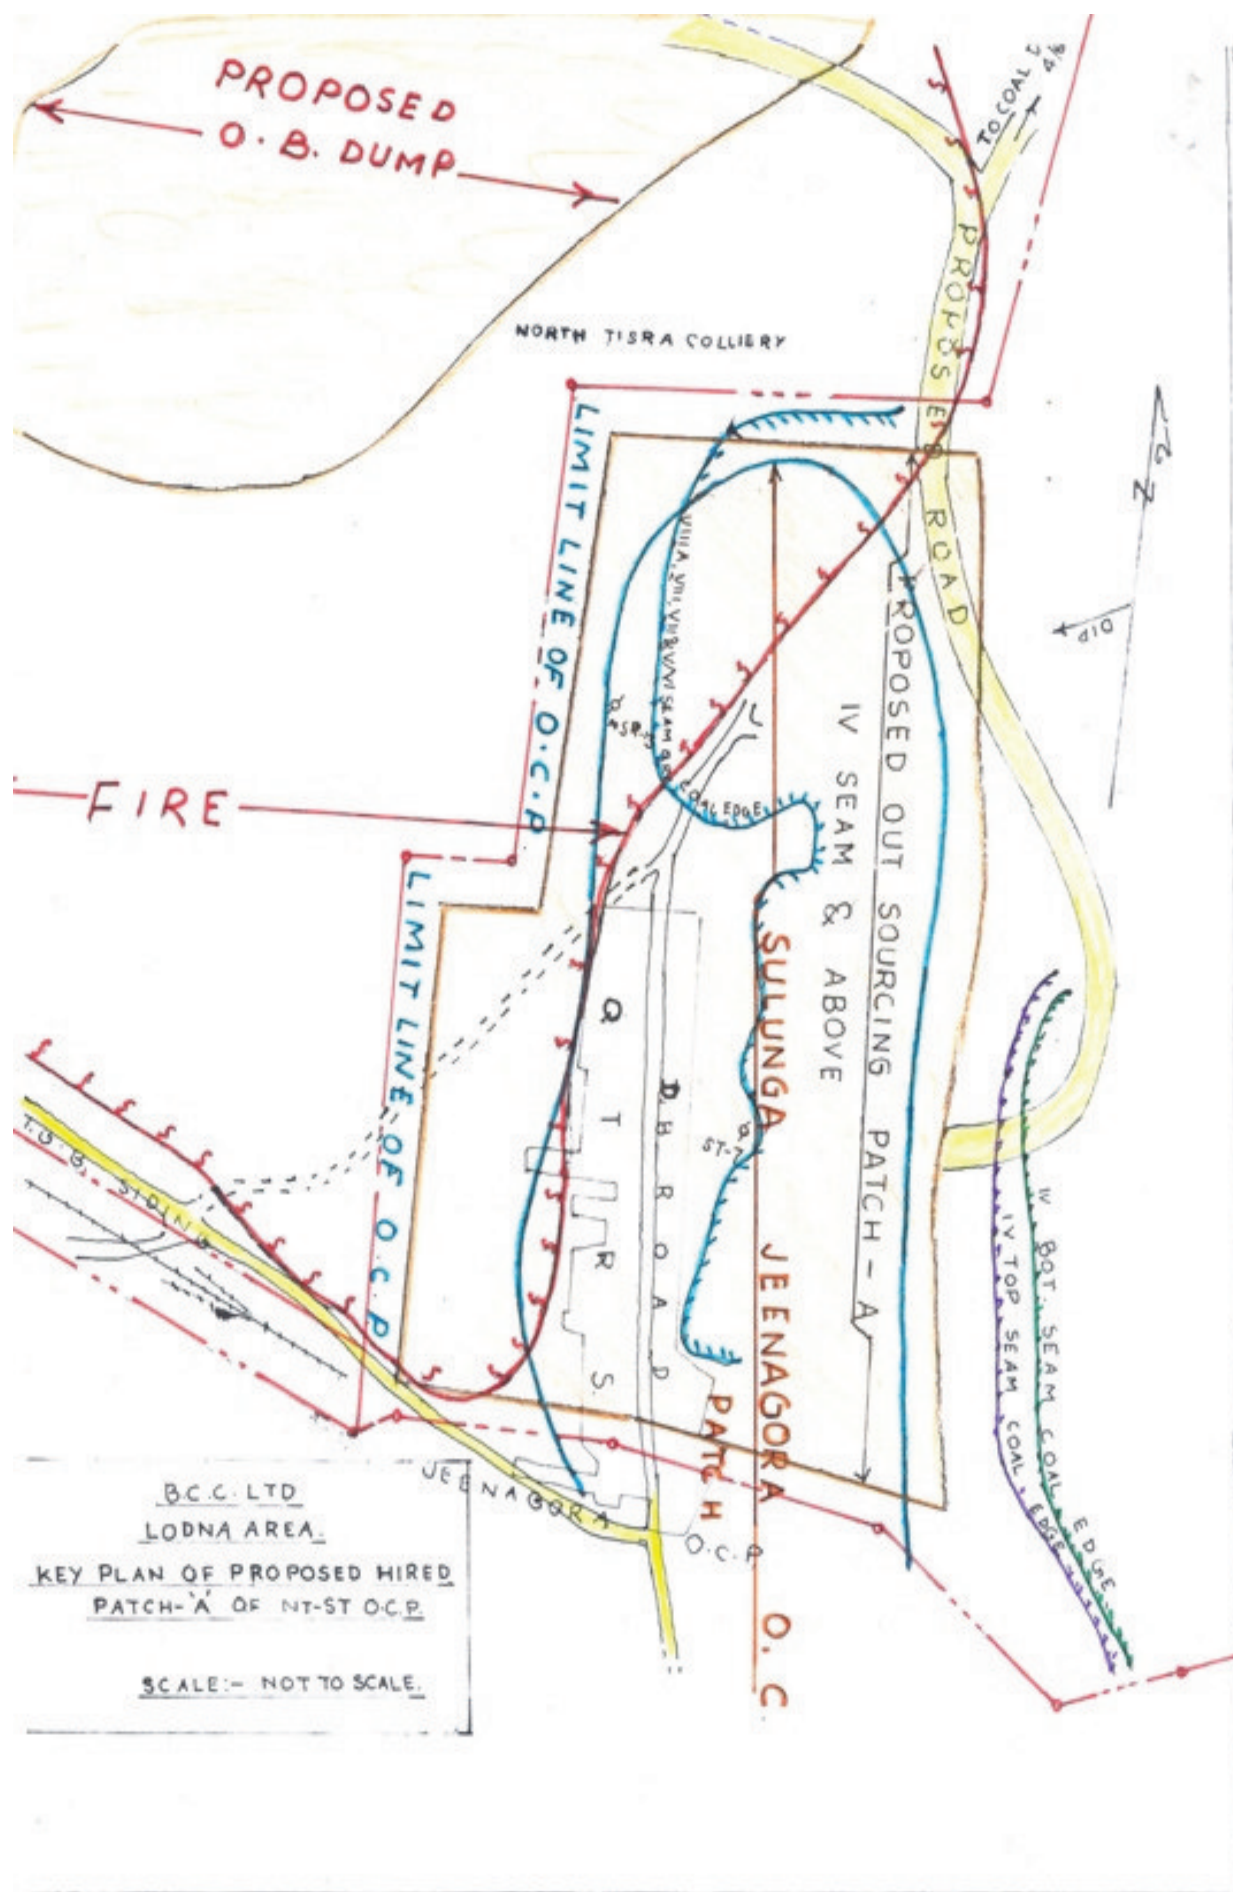 PROPOSED
O.B. DUMP
TO COAL
PROPOSED ROAD
NORTH TISRA COLLIERY
LIMIT LINE OF O.C.P
N
DIP
PROPOSED OUT SOURCING PATCH-A
IV SEAM & ABOVE
COAL EDGE
FIRE
LIMIT LINE OF O.C.P
SULUNGA JEENAGORA O.C
PATCH
QTRS.
ROAD
ST-7
T.O.B. SIDING
IV BOT. SEAM COAL EDGE
IV TOP SEAM COAL EDGE
JEENAGORA O.C.P
B.C.C. LTD
LODNA AREA.
KEY PLAN OF PROPOSED HIRED
PATCH-'A' OF NT-ST O.C.P.
SCALE:- NOT TO SCALE.